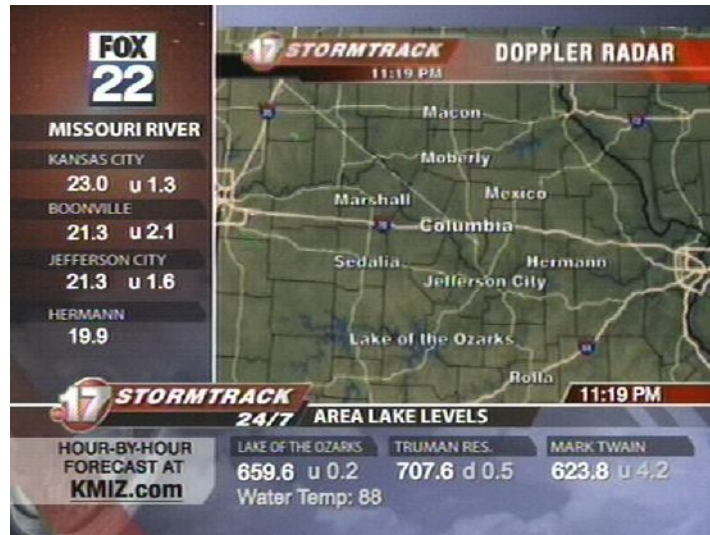 FOX
22
MISSOURI RIVER
KANSAS CITY
23.0 u 1.3
BOONVILLE
21.3 u 2.1
JEFFERSON CITY
21.3 u 1.6
HERMANN
19.9
17 STORMTRACK DOPPLER RADAR
11:19 PM
Macon
Moberly
Marshall Mexico
70 Columbia
Sedalia Hermann
Jefferson City
Lake of the Ozarks
44
Rolla
17 STORMTRACK 11:19 PM
24/7 AREA LAKE LEVELS
HOUR-BY-HOUR
FORECAST AT
KMIZ.com
LAKE OF THE OZARKS TRUMAN RES. MARK TWAIN
659.6 u 0.2 707.6 d 0.5 623.8 u 4.2
Water Temp: 88